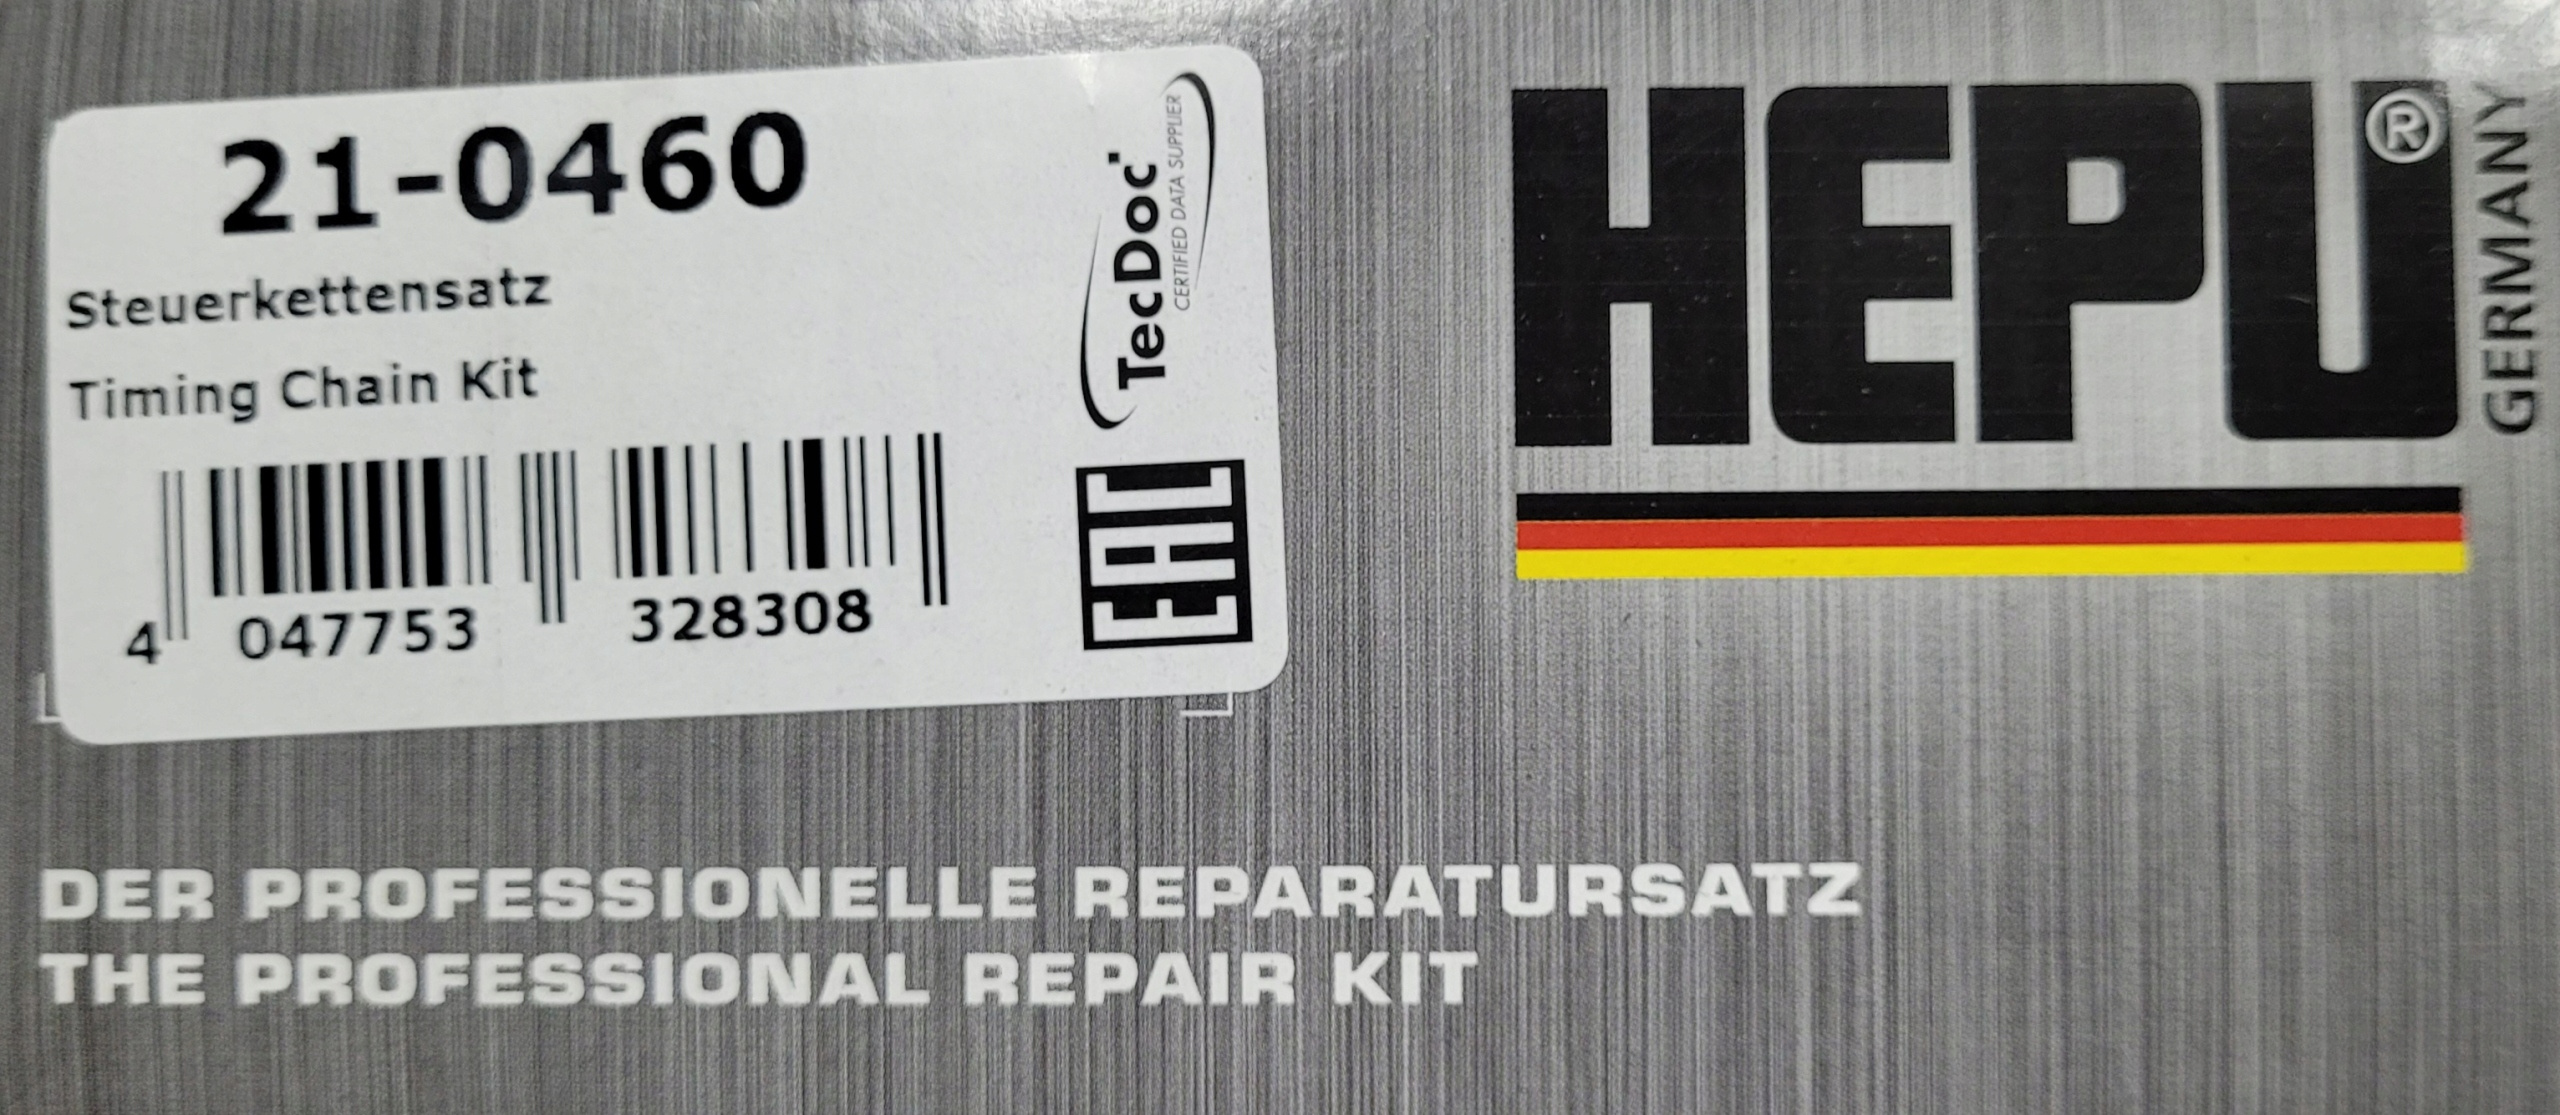 21-0460
Steuerkettensatz
Timing Chain Kit
4 047753 328308
TecDoc
CERTIFIED DATA SUPPLIER
EAC
HEPU®
GERMANY
DER PROFESSIONELLE REPARATURSATZ
THE PROFESSIONAL REPAIR KIT